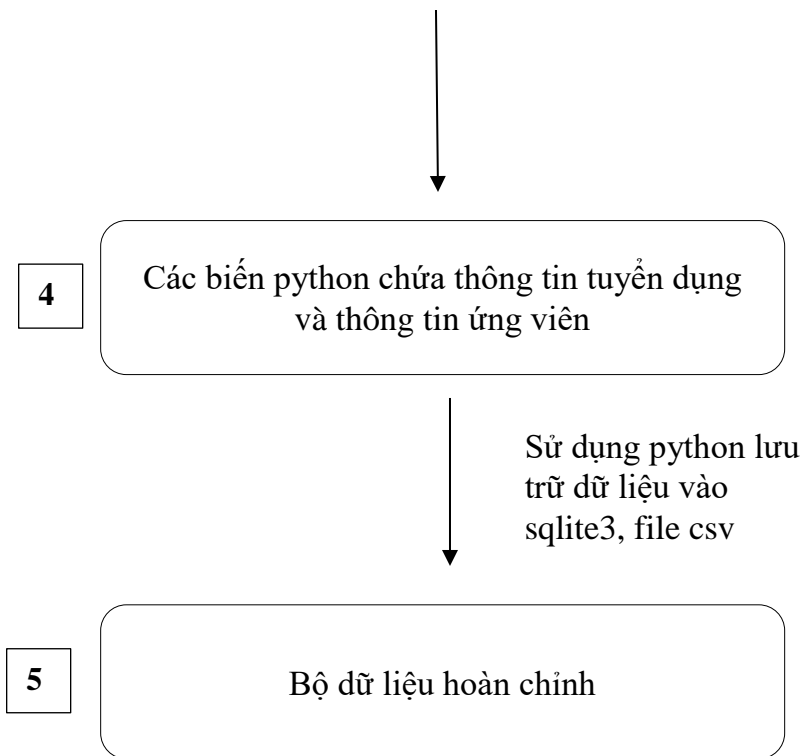 4
Các biến python chứa thông tin tuyển dụng
và thông tin ứng viên
Sử dụng python lưu
trữ dữ liệu vào
sqlite3, file csv
5
Bộ dữ liệu hoàn chỉnh